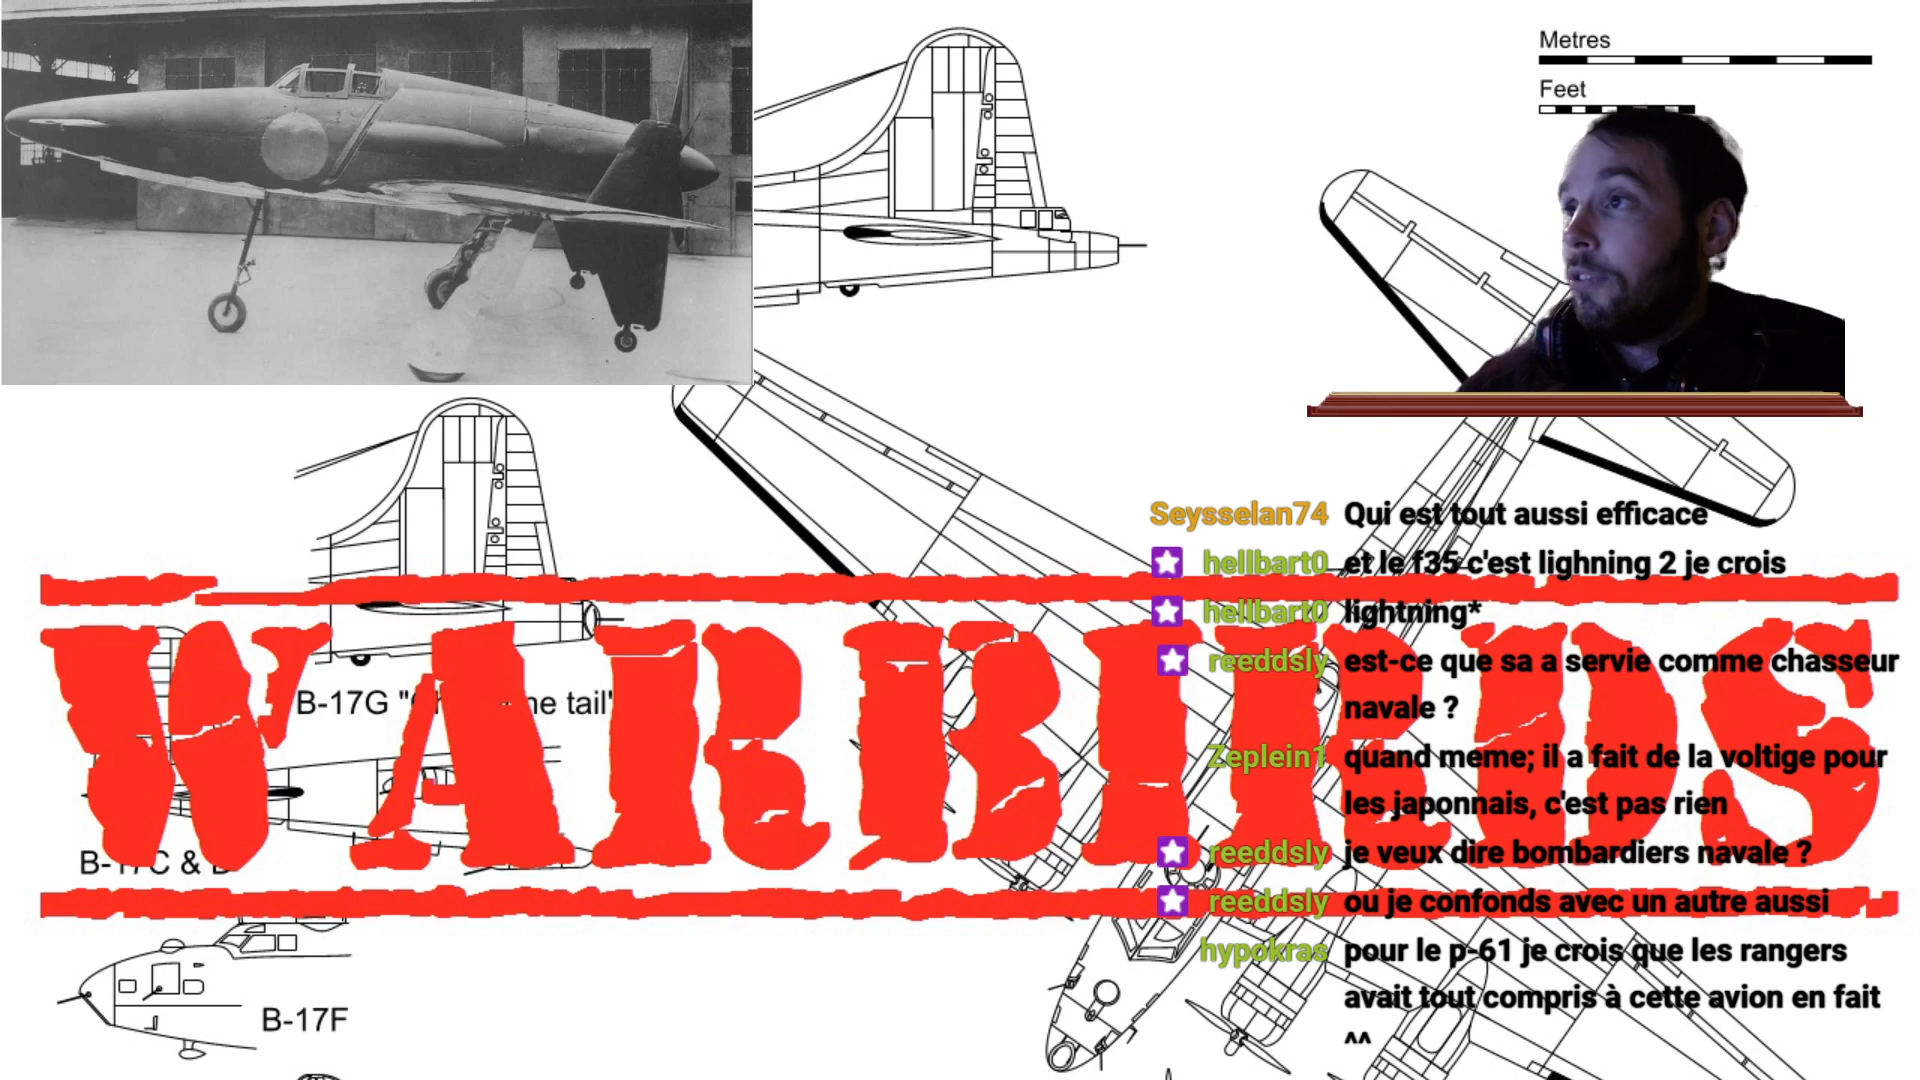 Metres
Feet
Seysselan74 Qui est tout aussi efficace
hellbart0 et le f35 c'est lighning 2 je crois
hellbart0 lightning*
reeddsly est-ce que sa a servie comme chasseur
navale ?
Zeplein1 quand meme; il a fait de la voltige pour
les japonnais, c'est pas rien
reeddsly je veux dire bombardiers navale ?
reeddsly ou je confonds avec un autre aussi
hypokras pour le p-61 je crois que les rangers
avait tout compris à cette avion en fait
^^
WARBIRDS
B-17G "
tail"
B-17C &
B-17F